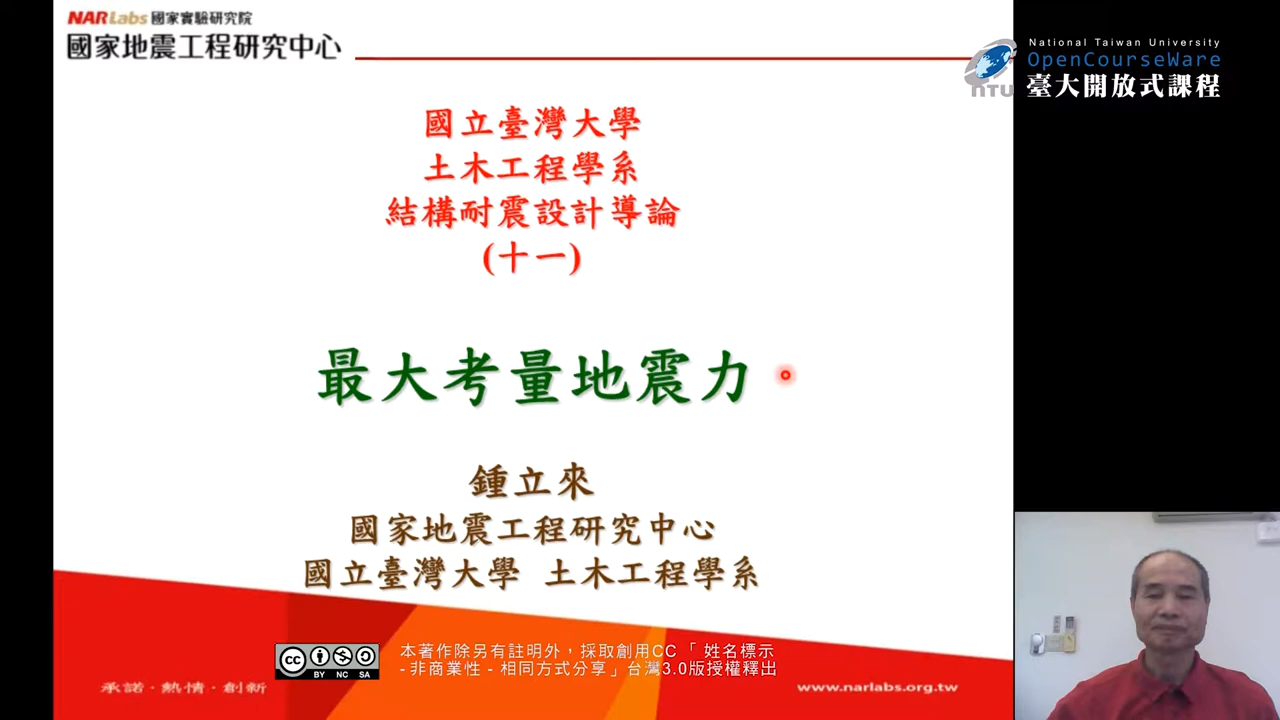 NARLabs 國家實驗研究院
國家地震工程研究中心
National Taiwan University
OpenCourseWare
臺大開放式課程
NTU
國立臺灣大學
土木工程學系
結構耐震設計導論
(十一)
最大考量地震力
鍾立來
國家地震工程研究中心
國立臺灣大學 土木工程學系
cc BY NC SA
本著作除另有註明外，採取創用CC「 姓名標示
- 非商業性 - 相同方式分享」台灣3.0版授權釋出
承諾·熱情·創新
www.narlabs.org.tw